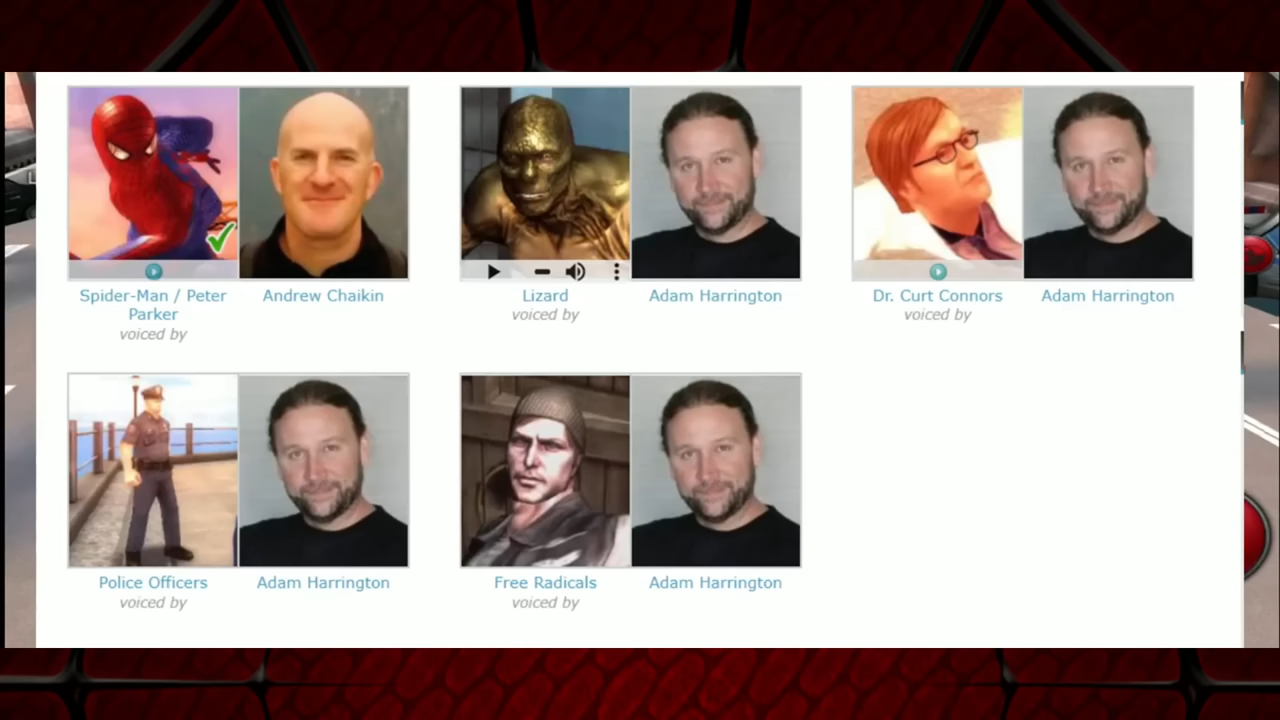 Spider-Man / Peter
Parker
voiced by
Andrew Chaikin
Lizard
voiced by
Adam Harrington
Dr. Curt Connors
voiced by
Adam Harrington
Police Officers
voiced by
Adam Harrington
Free Radicals
voiced by
Adam Harrington